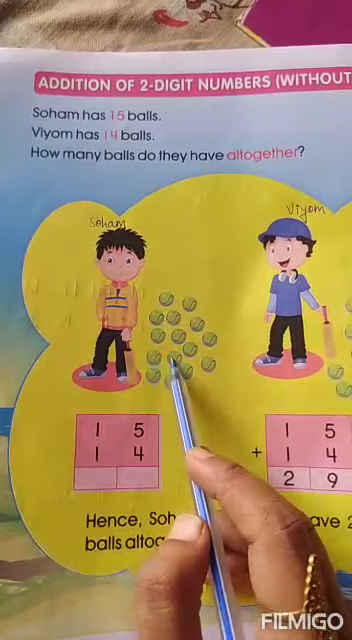 ADDITION OF 2-DIGIT NUMBERS (WITHOUT
Soham has 15 balls.
Viyom has 14 balls.
How many balls do they have altogether?
Soham
Viyom
1 5
1 4
1 5
+ 1 4
2 9
Hence, Soh ave 2
balls altog
FILMIGO